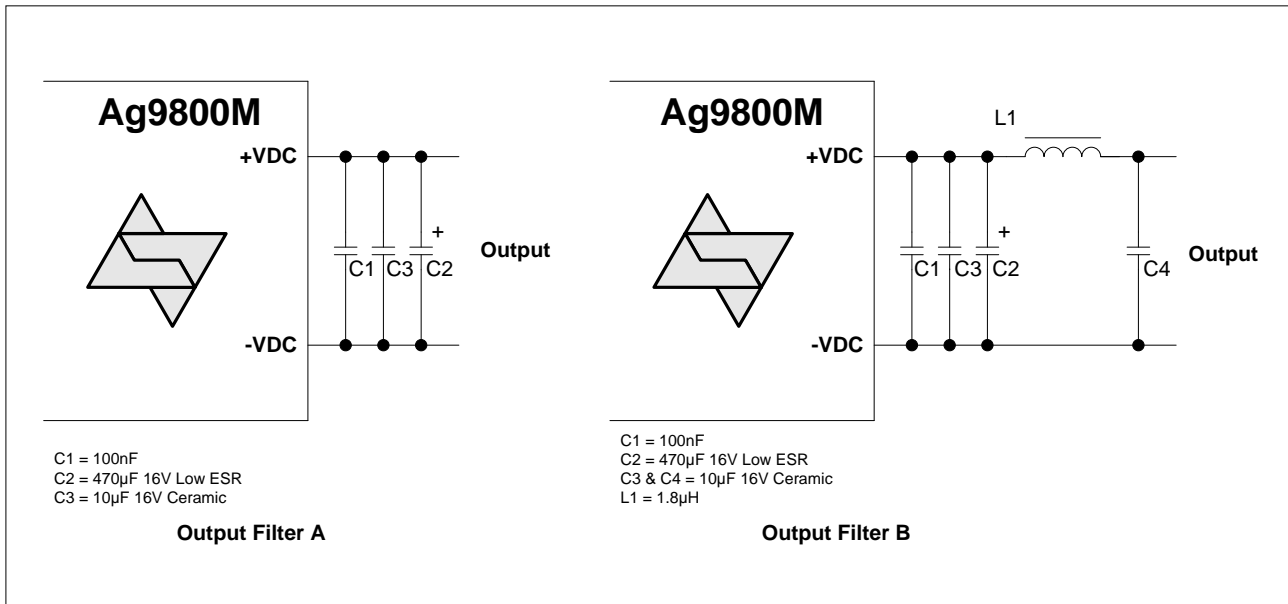 Ag9800M
+VDC
+
C1
C3
C2
Output
-VDC
C1 = 100nF
C2 = 470µF 16V Low ESR
C3 = 10µF 16V Ceramic
Output Filter A
Ag9800M
L1
+VDC
+
C1
C3
C2
C4
Output
-VDC
C1 = 100nF
C2 = 470µF 16V Low ESR
C3 & C4 = 10µF 16V Ceramic
L1 = 1.8µH
Output Filter B